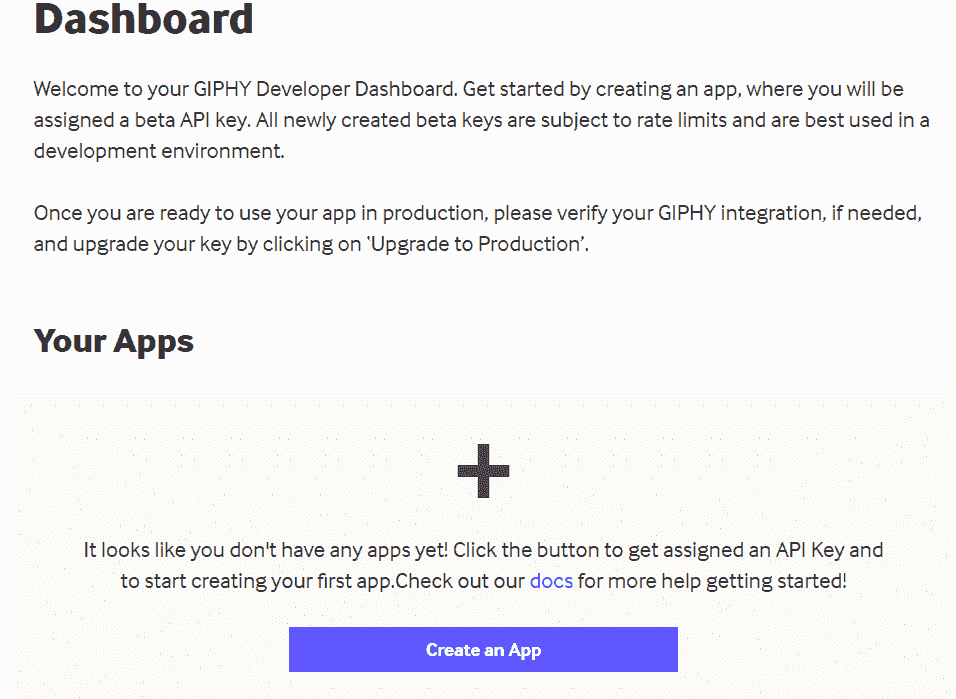 Dashboard
Welcome to your GIPHY Developer Dashboard. Get started by creating an app, where you will be
assigned a beta API key. All newly created beta keys are subject to rate limits and are best used in a
development environment.
Once you are ready to use your app in production, please verify your GIPHY integration, if needed,
and upgrade your key by clicking on ‘Upgrade to Production’.
Your Apps
It looks like you don't have any apps yet! Click the button to get assigned an API Key and
to start creating your first app.Check out our docs for more help getting started!
Create an App